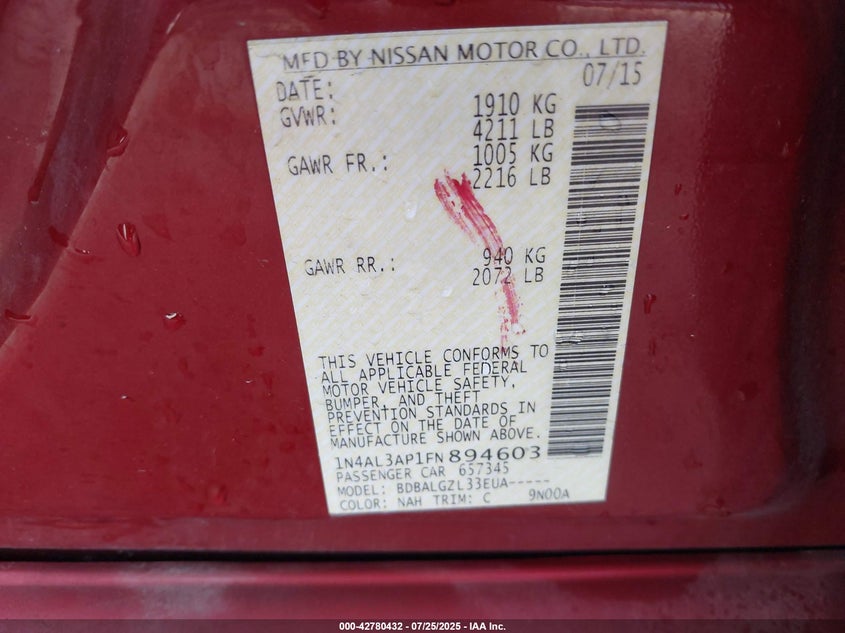 MFD BY NISSAN MOTOR CO., LTD.
DATE: 07/15
GVWR: 1910 KG
4211 LB
GAWR FR.: 1005 KG
2216 LB
GAWR RR.: 940 KG
2072 LB
THIS VEHICLE CONFORMS TO
ALL APPLICABLE FEDERAL
MOTOR VEHICLE SAFETY,
BUMPER, AND THEFT
PREVENTION STANDARDS IN
EFFECT ON THE DATE OF
MANUFACTURE SHOWN ABOVE.
1N4AL3AP1FN894603
PASSENGER CAR 657345
MODEL: BDBALGZL33EUA-----
COLOR: NAH TRIM: C 9N00A
000-42780432 - 07/25/2025 - IAA Inc.